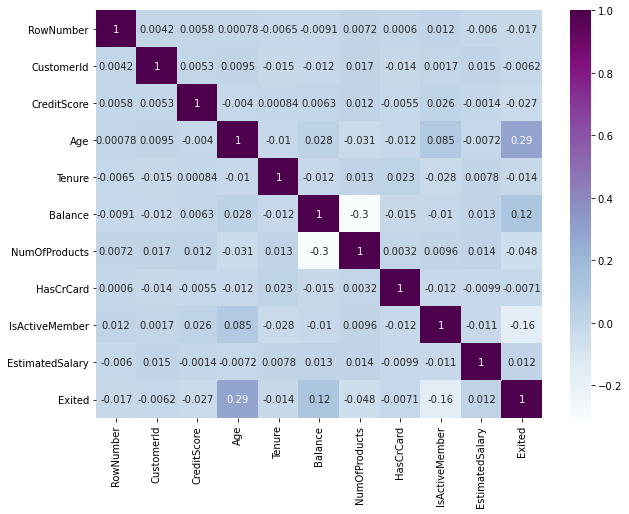 RowNumber 1 0.0042 0.0058 0.00078 -0.0065 -0.0091 0.0072 0.0006 0.012 -0.006 -0.017
CustomerId 0.0042 1 0.0053 0.0095 -0.015 -0.012 0.017 -0.014 0.0017 0.015 -0.0062
CreditScore 0.0058 0.0053 1 -0.004 0.00084 0.0063 0.012 -0.0055 0.026 -0.0014 -0.027
Age 0.00078 0.0095 -0.004 1 -0.01 0.028 -0.031 -0.012 0.085 -0.0072 0.29
Tenure -0.0065 -0.015 0.00084 -0.01 1 -0.012 0.013 0.023 -0.028 0.0078 -0.014
Balance -0.0091 -0.012 0.0063 0.028 -0.012 1 -0.3 -0.015 -0.01 0.013 0.12
NumOfProducts 0.0072 0.017 0.012 -0.031 0.013 -0.3 1 0.0032 0.0096 0.014 -0.048
HasCrCard 0.0006 -0.014 -0.0055 -0.012 0.023 -0.015 0.0032 1 -0.012 -0.0099 -0.0071
IsActiveMember 0.012 0.0017 0.026 0.085 -0.028 -0.01 0.0096 -0.012 1 -0.011 -0.16
EstimatedSalary -0.006 0.015 -0.0014 -0.0072 0.0078 0.013 0.014 -0.0099 -0.011 1 0.012
Exited -0.017 -0.0062 -0.027 0.29 -0.014 0.12 -0.048 -0.0071 -0.16 0.012 1
RowNumber
CustomerId
CreditScore
Age
Tenure
Balance
NumOfProducts
HasCrCard
IsActiveMember
EstimatedSalary
Exited
1.0
0.8
0.6
0.4
0.2
0.0
−0.2